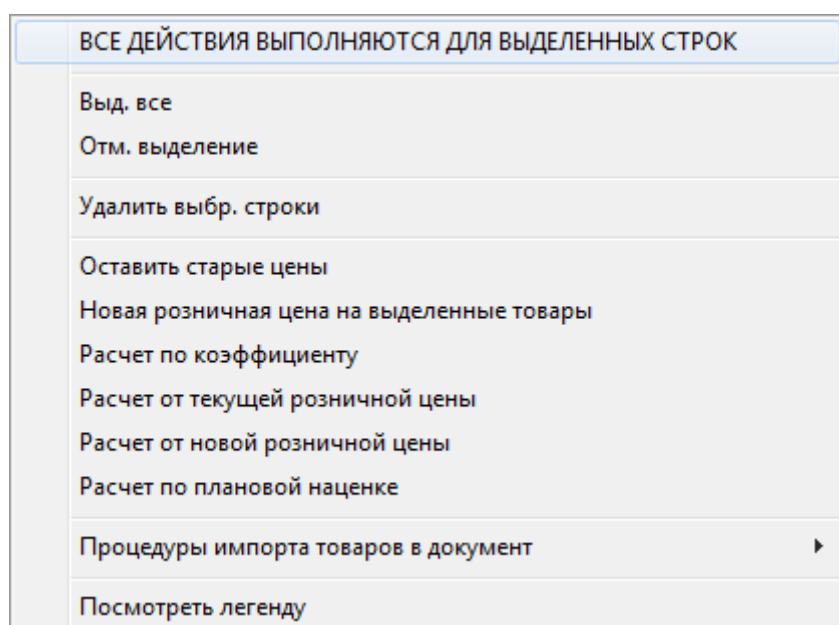 ВСЕ ДЕЙСТВИЯ ВЫПОЛНЯЮТСЯ ДЛЯ ВЫДЕЛЕННЫХ СТРОК
Выд. все
Отм. выделение
Удалить выбр. строки
Оставить старые цены
Новая розничная цена на выделенные товары
Расчет по коэффициенту
Расчет от текущей розничной цены
Расчет от новой розничной цены
Расчет по плановой наценке
Процедуры импорта товаров в документ
Посмотреть легенду